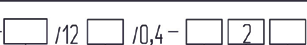 -□ /12 □ /0,4-□ 2 □